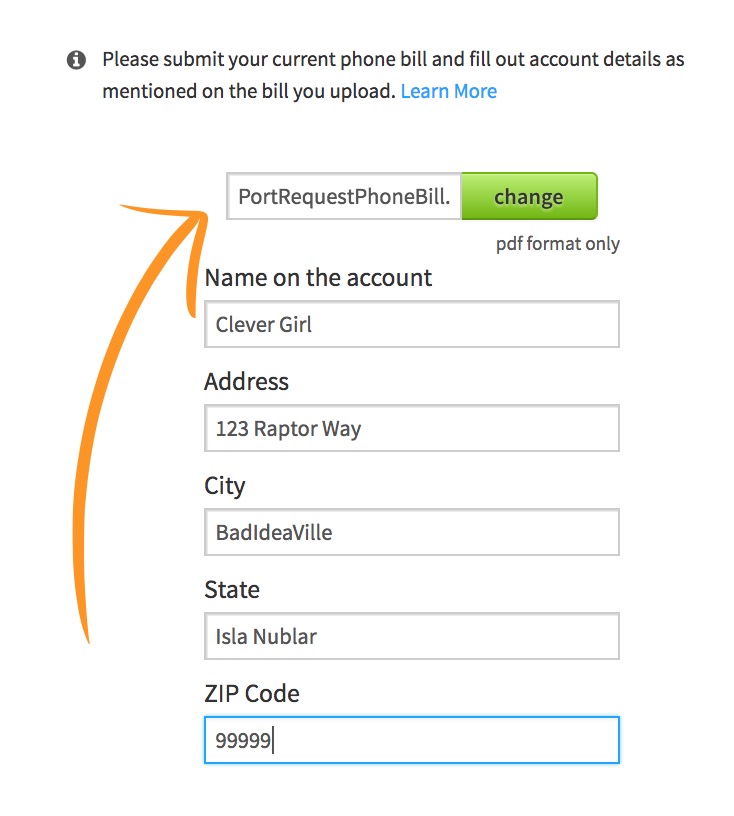 Please submit your current phone bill and fill out account details as
mentioned on the bill you upload. Learn More
PortRequestPhoneBill. change
pdf format only
Name on the account
Clever Girl
Address
123 Raptor Way
City
BadIdeaVille
State
Isla Nublar
ZIP Code
99999